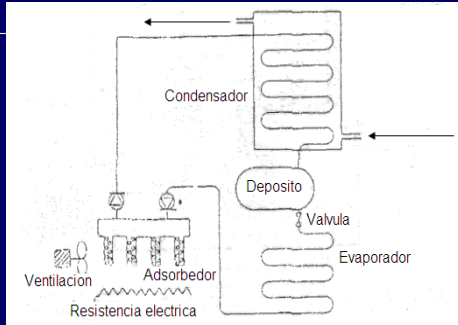 Condensador
Deposito
Valvula
Evaporador
Ventilacion
Adsorbedor
Resistencia electrica